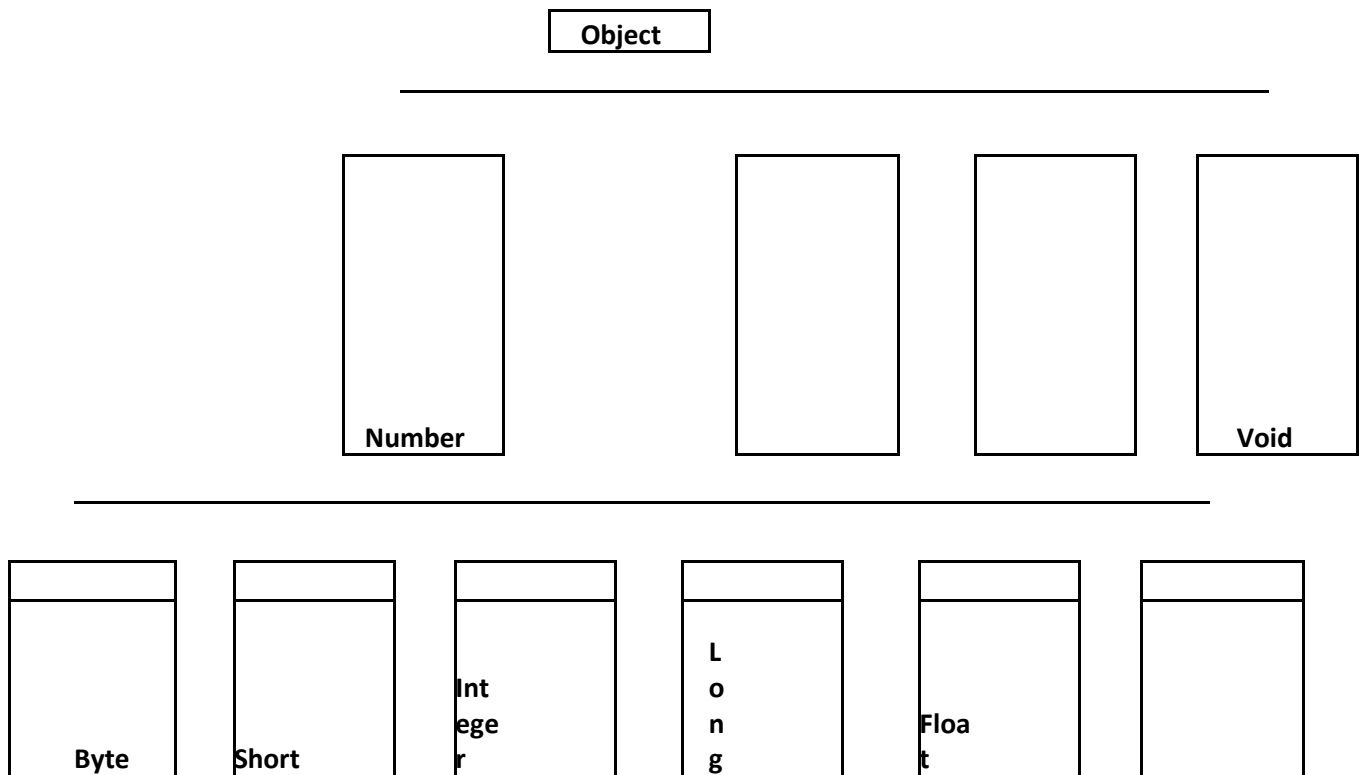 Object
Number
Void
Byte
Short
Int
ege
r
L
o
n
g
Floa
t